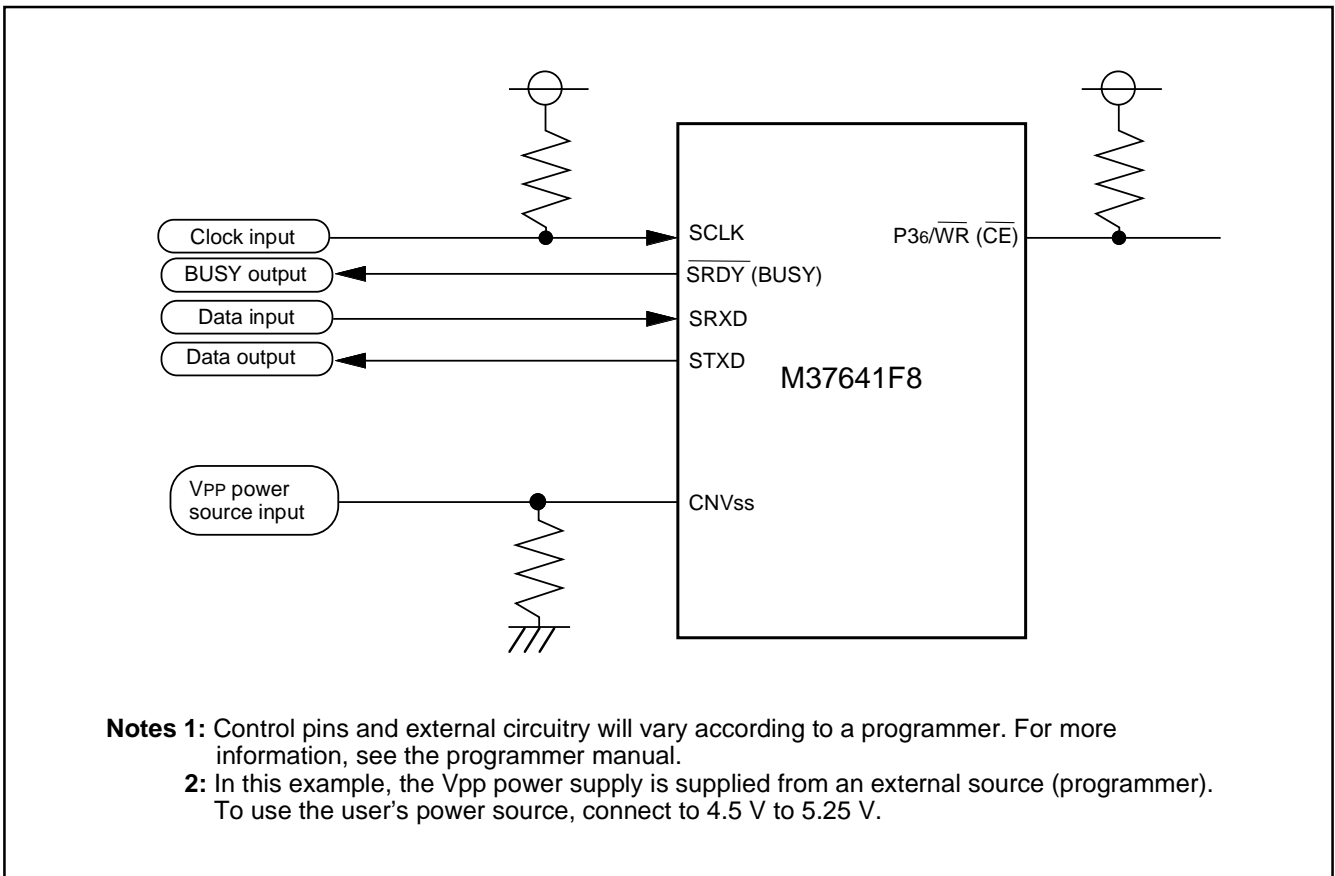 Clock input
BUSY output
Data input
Data output
VPP power
source input
SCLK
SRDY (BUSY)
SRXD
STXD
CNVss
P36/WR (CE)
M37641F8
Notes 1: Control pins and external circuitry will vary according to a programmer. For more
information, see the programmer manual.
2: In this example, the Vpp power supply is supplied from an external source (programmer).
To use the user's power source, connect to 4.5 V to 5.25 V.